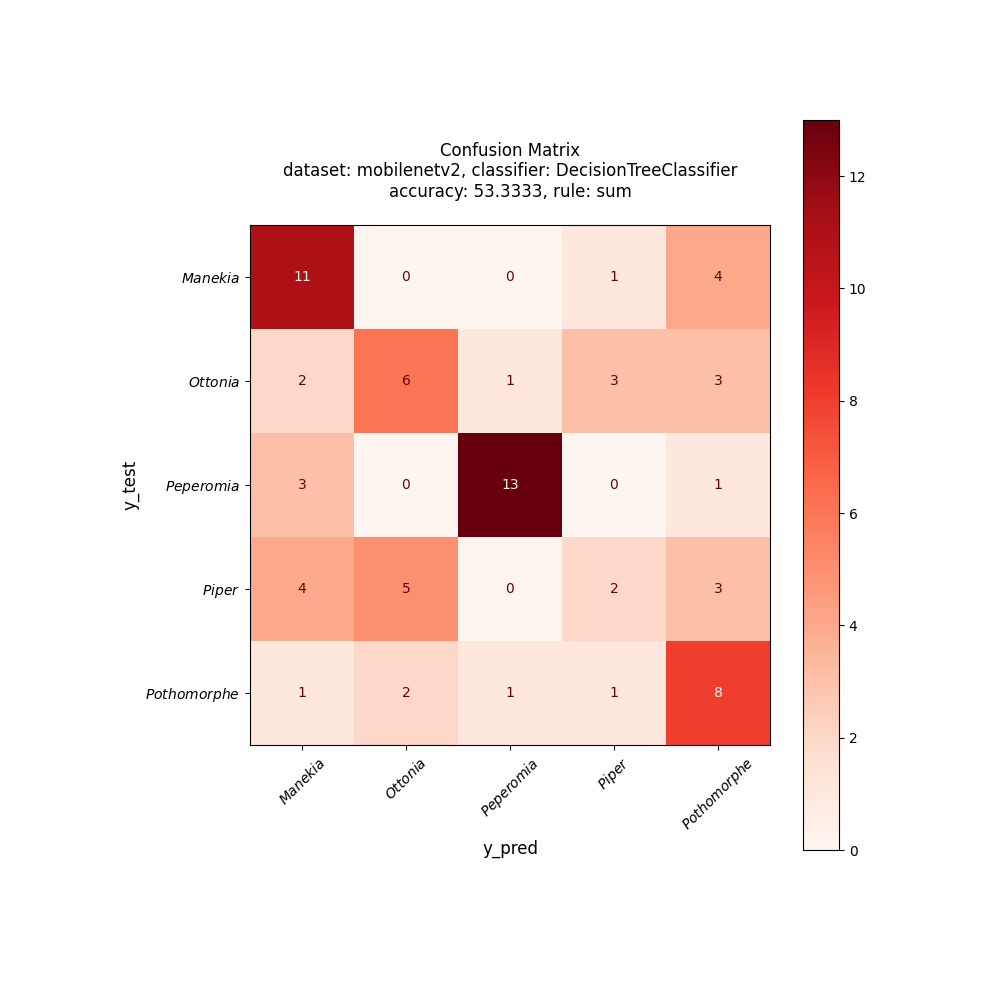 Confusion Matrix
dataset: mobilenetv2, classifier: DecisionTreeClassifier
accuracy: 53.3333, rule: sum
y_test
Manekia 11 0 0 1 4
Ottonia 2 6 1 3 3
Peperomia 3 0 13 0 1
Piper 4 5 0 2 3
Pothomorphe 1 2 1 1 8
Manekia Ottonia Peperomia Piper Pothomorphe
y_pred
12
10
8
6
4
2
0